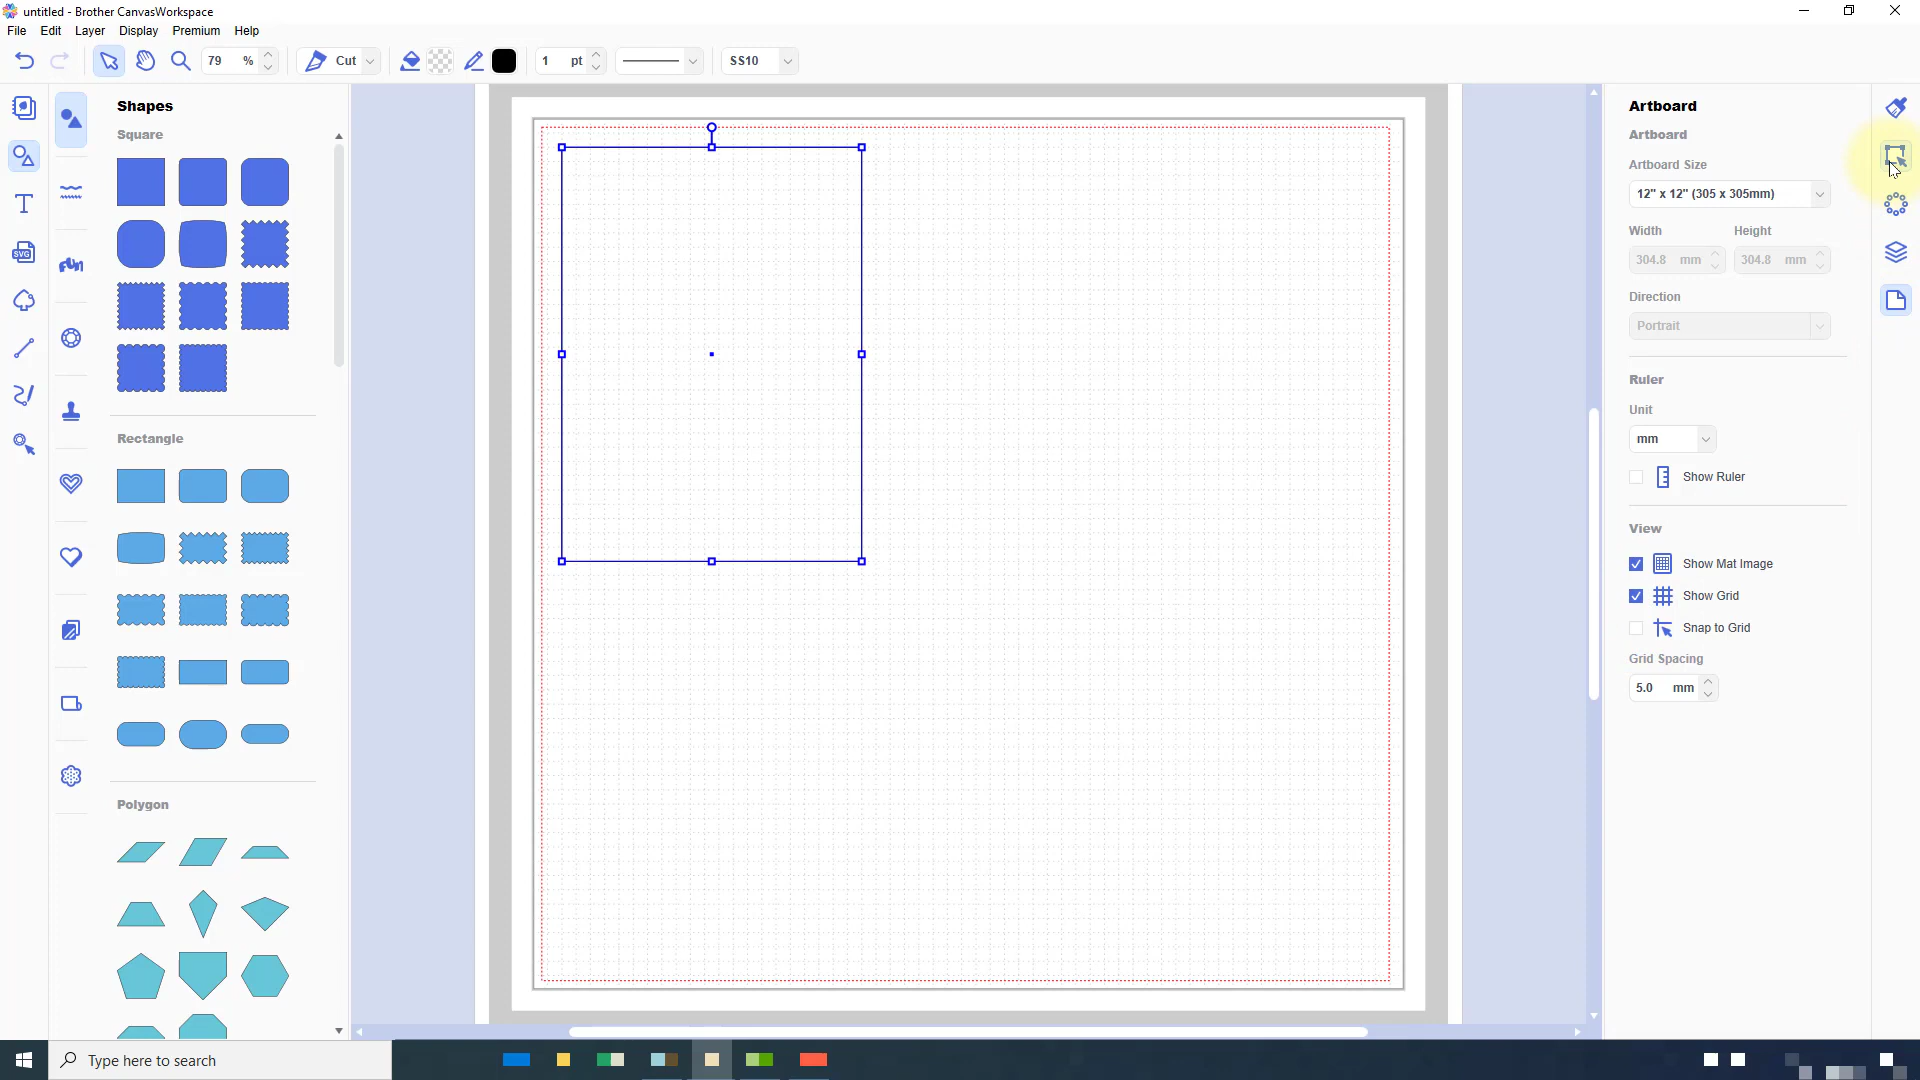 untitled - Brother CanvasWorkspace
File Edit Layer Display Premium Help
79 % Cut 1 pt SS10
Shapes
Square
Rectangle
Polygon
SVG
Fun
Artboard
Artboard
Artboard Size
12" x 12" (305 x 305mm)
Width Height
304.8 mm 304.8 mm
Direction
Portrait
Ruler
Unit
mm
Show Ruler
View
Show Mat Image
Show Grid
Snap to Grid
Grid Spacing
5.0 mm
Type here to search